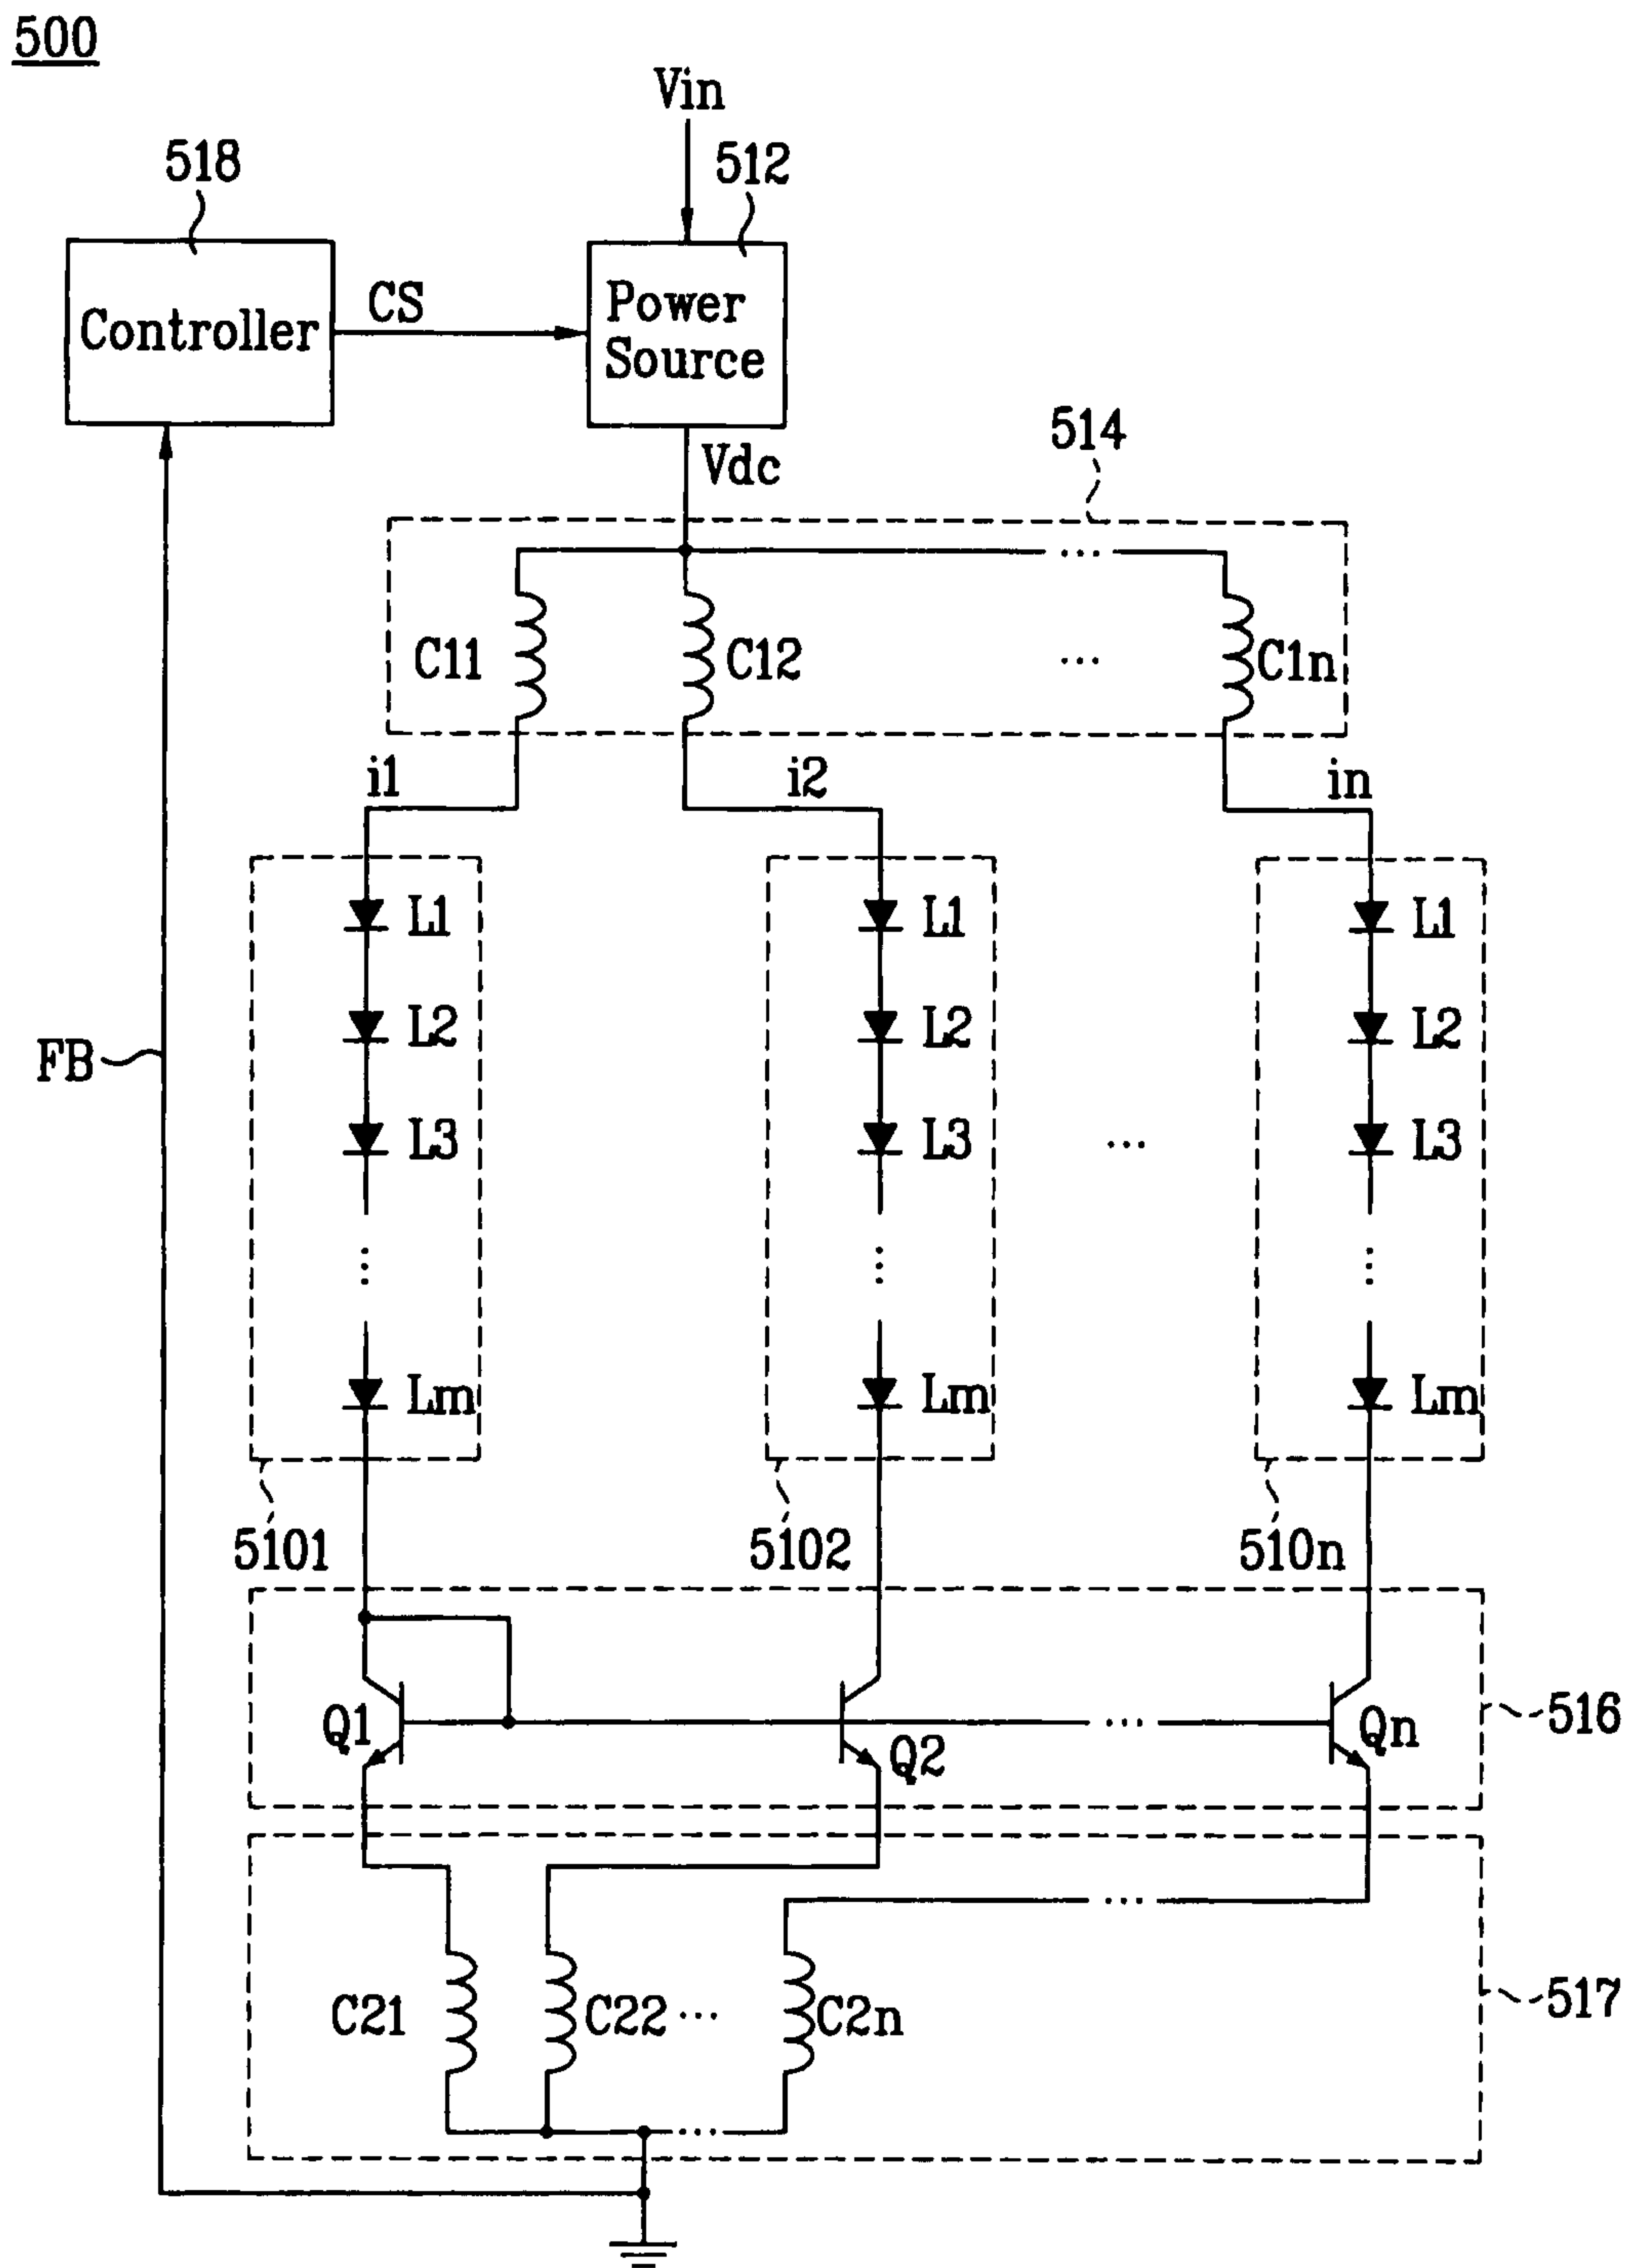 500
Vin
518
512
Controller
CS
Power
Source
Vdc
514
C11
C12
...
C1n
i1
i2
in
L1
L1
L1
L2
L2
L2
FB
L3
L3
...
L3
Lm
Lm
Lm
5101
5102
510n
Q1
Q2
...
Qn
516
...
C21
C22
...
C2n
517
...